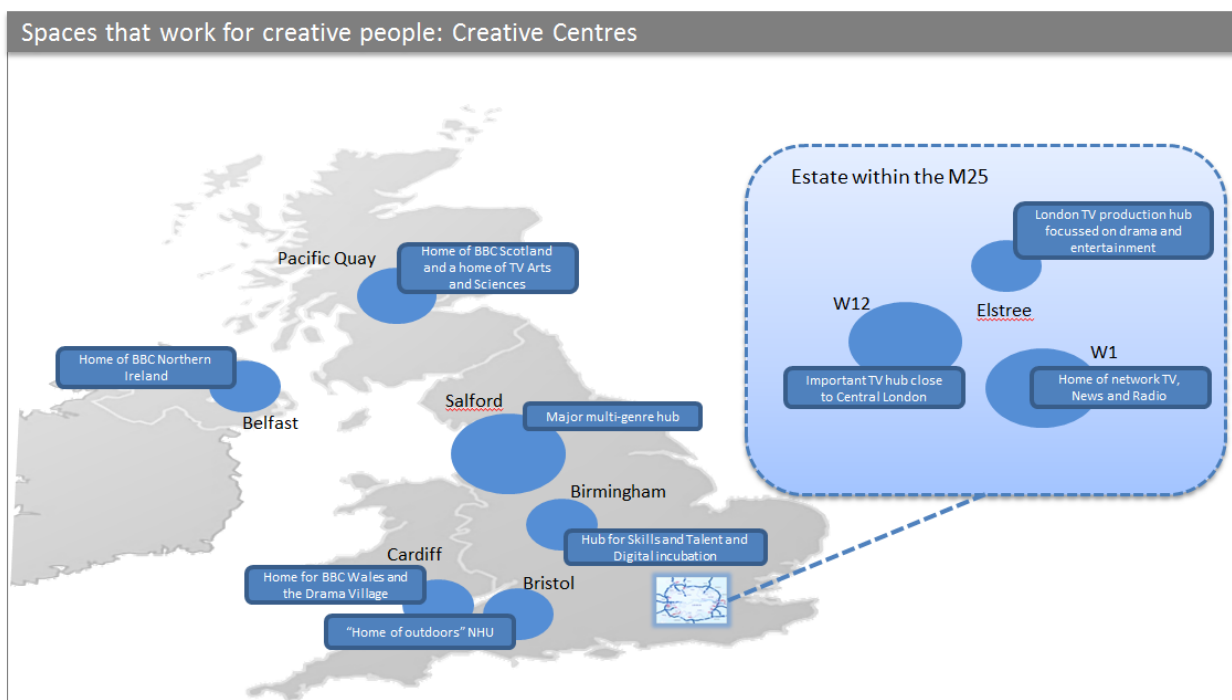 Spaces that work for creative people: Creative Centres
Estate within the M25
London TV production hub
focussed on drama and
entertainment
Pacific Quay
Home of BBC Scotland
and a home of TV Arts
and Sciences
W12
Elstree
W1
Home of BBC Northern
Ireland
Belfast
Important TV hub close
to Central London
Home of network TV,
News and Radio
Salford
Major multi-genre hub
Birmingham
Hub for Skills and Talent and
Digital incubation
Cardiff
Home for BBC Wales and
the Drama Village
Bristol
“Home of outdoors” NHU